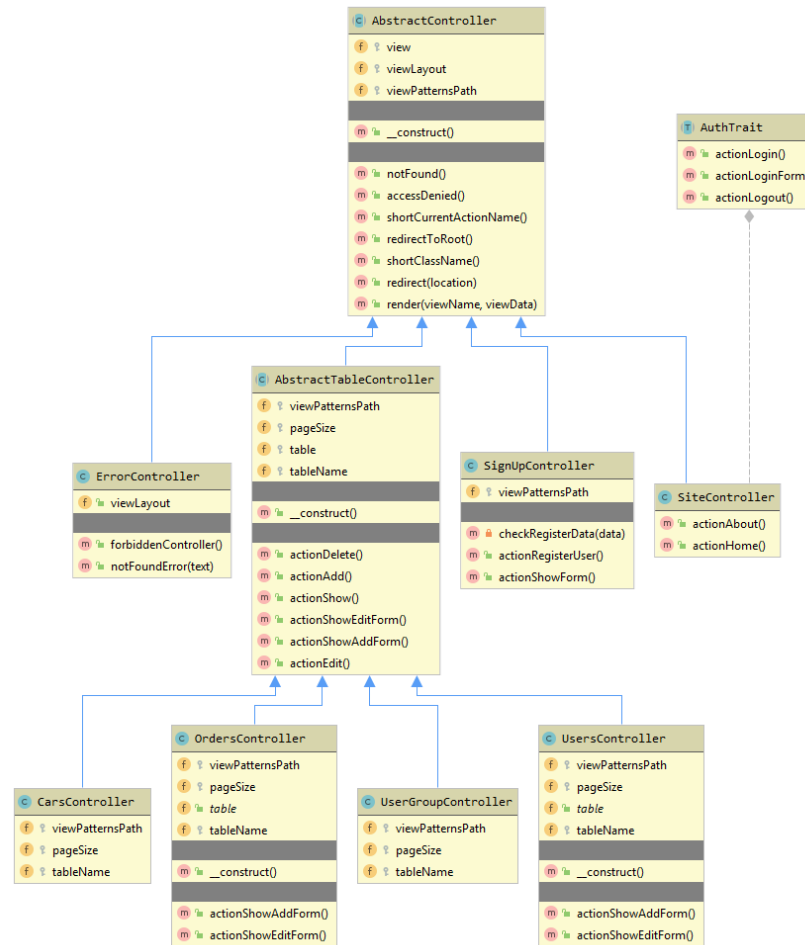 AbstractController
view
viewLayout
viewPatternsPath
__construct()
notFound()
accessDenied()
shortCurrentActionName()
redirectToRoot()
shortClassName()
redirect(location)
render(viewName, viewData)
AuthTrait
actionLogin()
actionLoginForm
actionLogout()
AbstractTableController
viewPatternsPath
pageSize
table
tableName
__construct()
actionDelete()
actionAdd()
actionShow()
actionShowEditForm()
actionShowAddForm()
actionEdit()
ErrorController
viewLayout
forbiddenController()
notFoundError(text)
SignUpController
viewPatternsPath
checkRegisterData(data)
actionRegisterUser()
actionShowForm()
SiteController
actionAbout()
actionHome()
CarsController
viewPatternsPath
pageSize
tableName
OrdersController
viewPatternsPath
pageSize
table
tableName
__construct()
actionShowAddForm()
actionShowEditForm()
UserGroupController
viewPatternsPath
pageSize
tableName
UsersController
viewPatternsPath
pageSize
table
tableName
__construct()
actionShowAddForm()
actionShowEditForm()